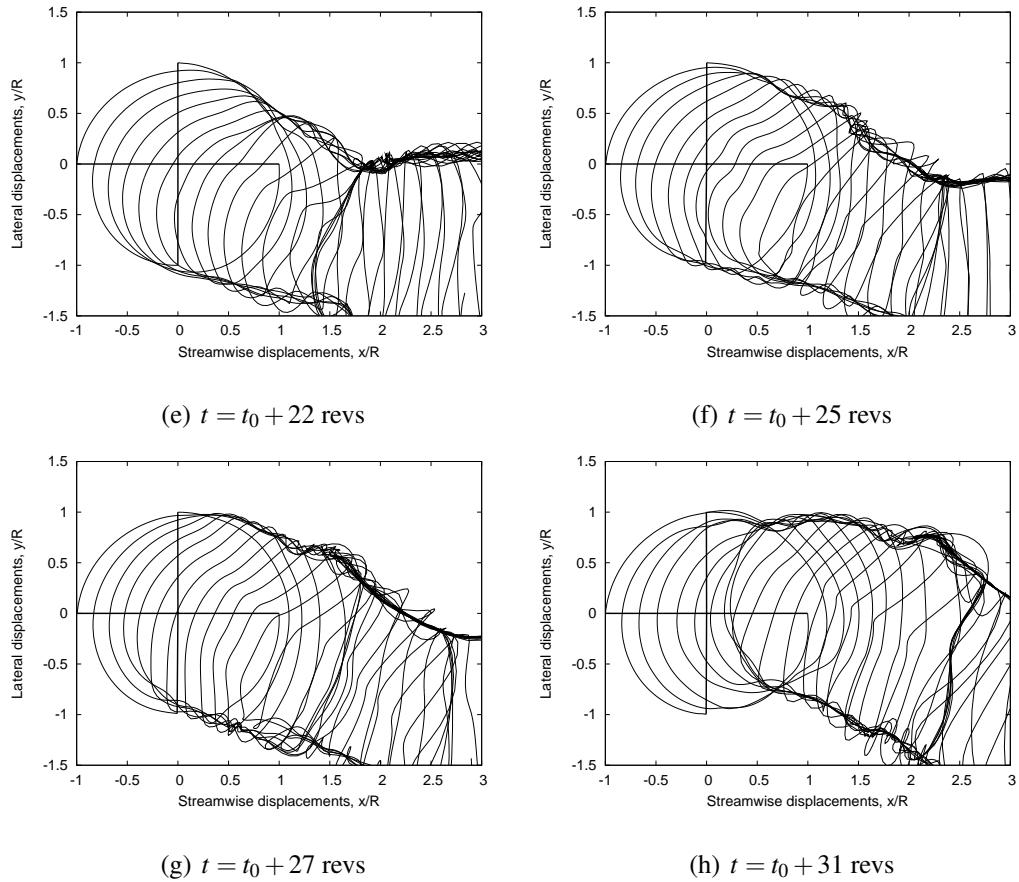 1.5
1
0.5
0
-0.5
-1
-1.5
-1 -0.5 0 0.5 1 1.5 2 2.5 3
Lateral displacements, y/R
Streamwise displacements, x/R
(e) t = t0 + 22 revs
1.5
1
0.5
0
-0.5
-1
-1.5
-1 -0.5 0 0.5 1 1.5 2 2.5 3
Lateral displacements, y/R
Streamwise displacements, x/R
(f) t = t0 + 25 revs
1.5
1
0.5
0
-0.5
-1
-1.5
-1 -0.5 0 0.5 1 1.5 2 2.5 3
Lateral displacements, y/R
Streamwise displacements, x/R
(g) t = t0 + 27 revs
1.5
1
0.5
0
-0.5
-1
-1.5
-1 -0.5 0 0.5 1 1.5 2 2.5 3
Lateral displacements, y/R
Streamwise displacements, x/R
(h) t = t0 + 31 revs